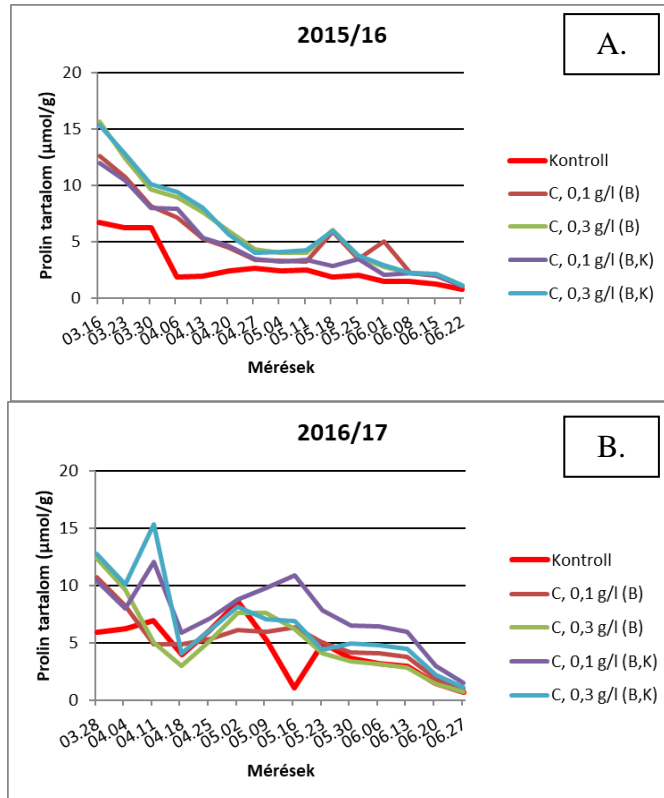 2015/16
A.
Prolin tartalom (µmol/g)
20
15
10
5
0
03.16
03.23
03.30
04.06
04.13
04.20
04.27
05.04
05.11
05.18
05.25
06.01
06.08
06.15
06.22
Mérések
Kontroll
C, 0,1 g/l (B)
C, 0,3 g/l (B)
C, 0,1 g/l (B,K)
C, 0,3 g/l (B,K)
2016/17
B.
Prolin tartalom (µmol/g)
20
15
10
5
0
03.28
04.04
04.11
04.18
04.25
05.02
05.09
05.16
05.23
05.30
06.06
06.13
06.20
06.27
Mérések
Kontroll
C, 0,1 g/l (B)
C, 0,3 g/l (B)
C, 0,1 g/l (B,K)
C, 0,3 g/l (B,K)